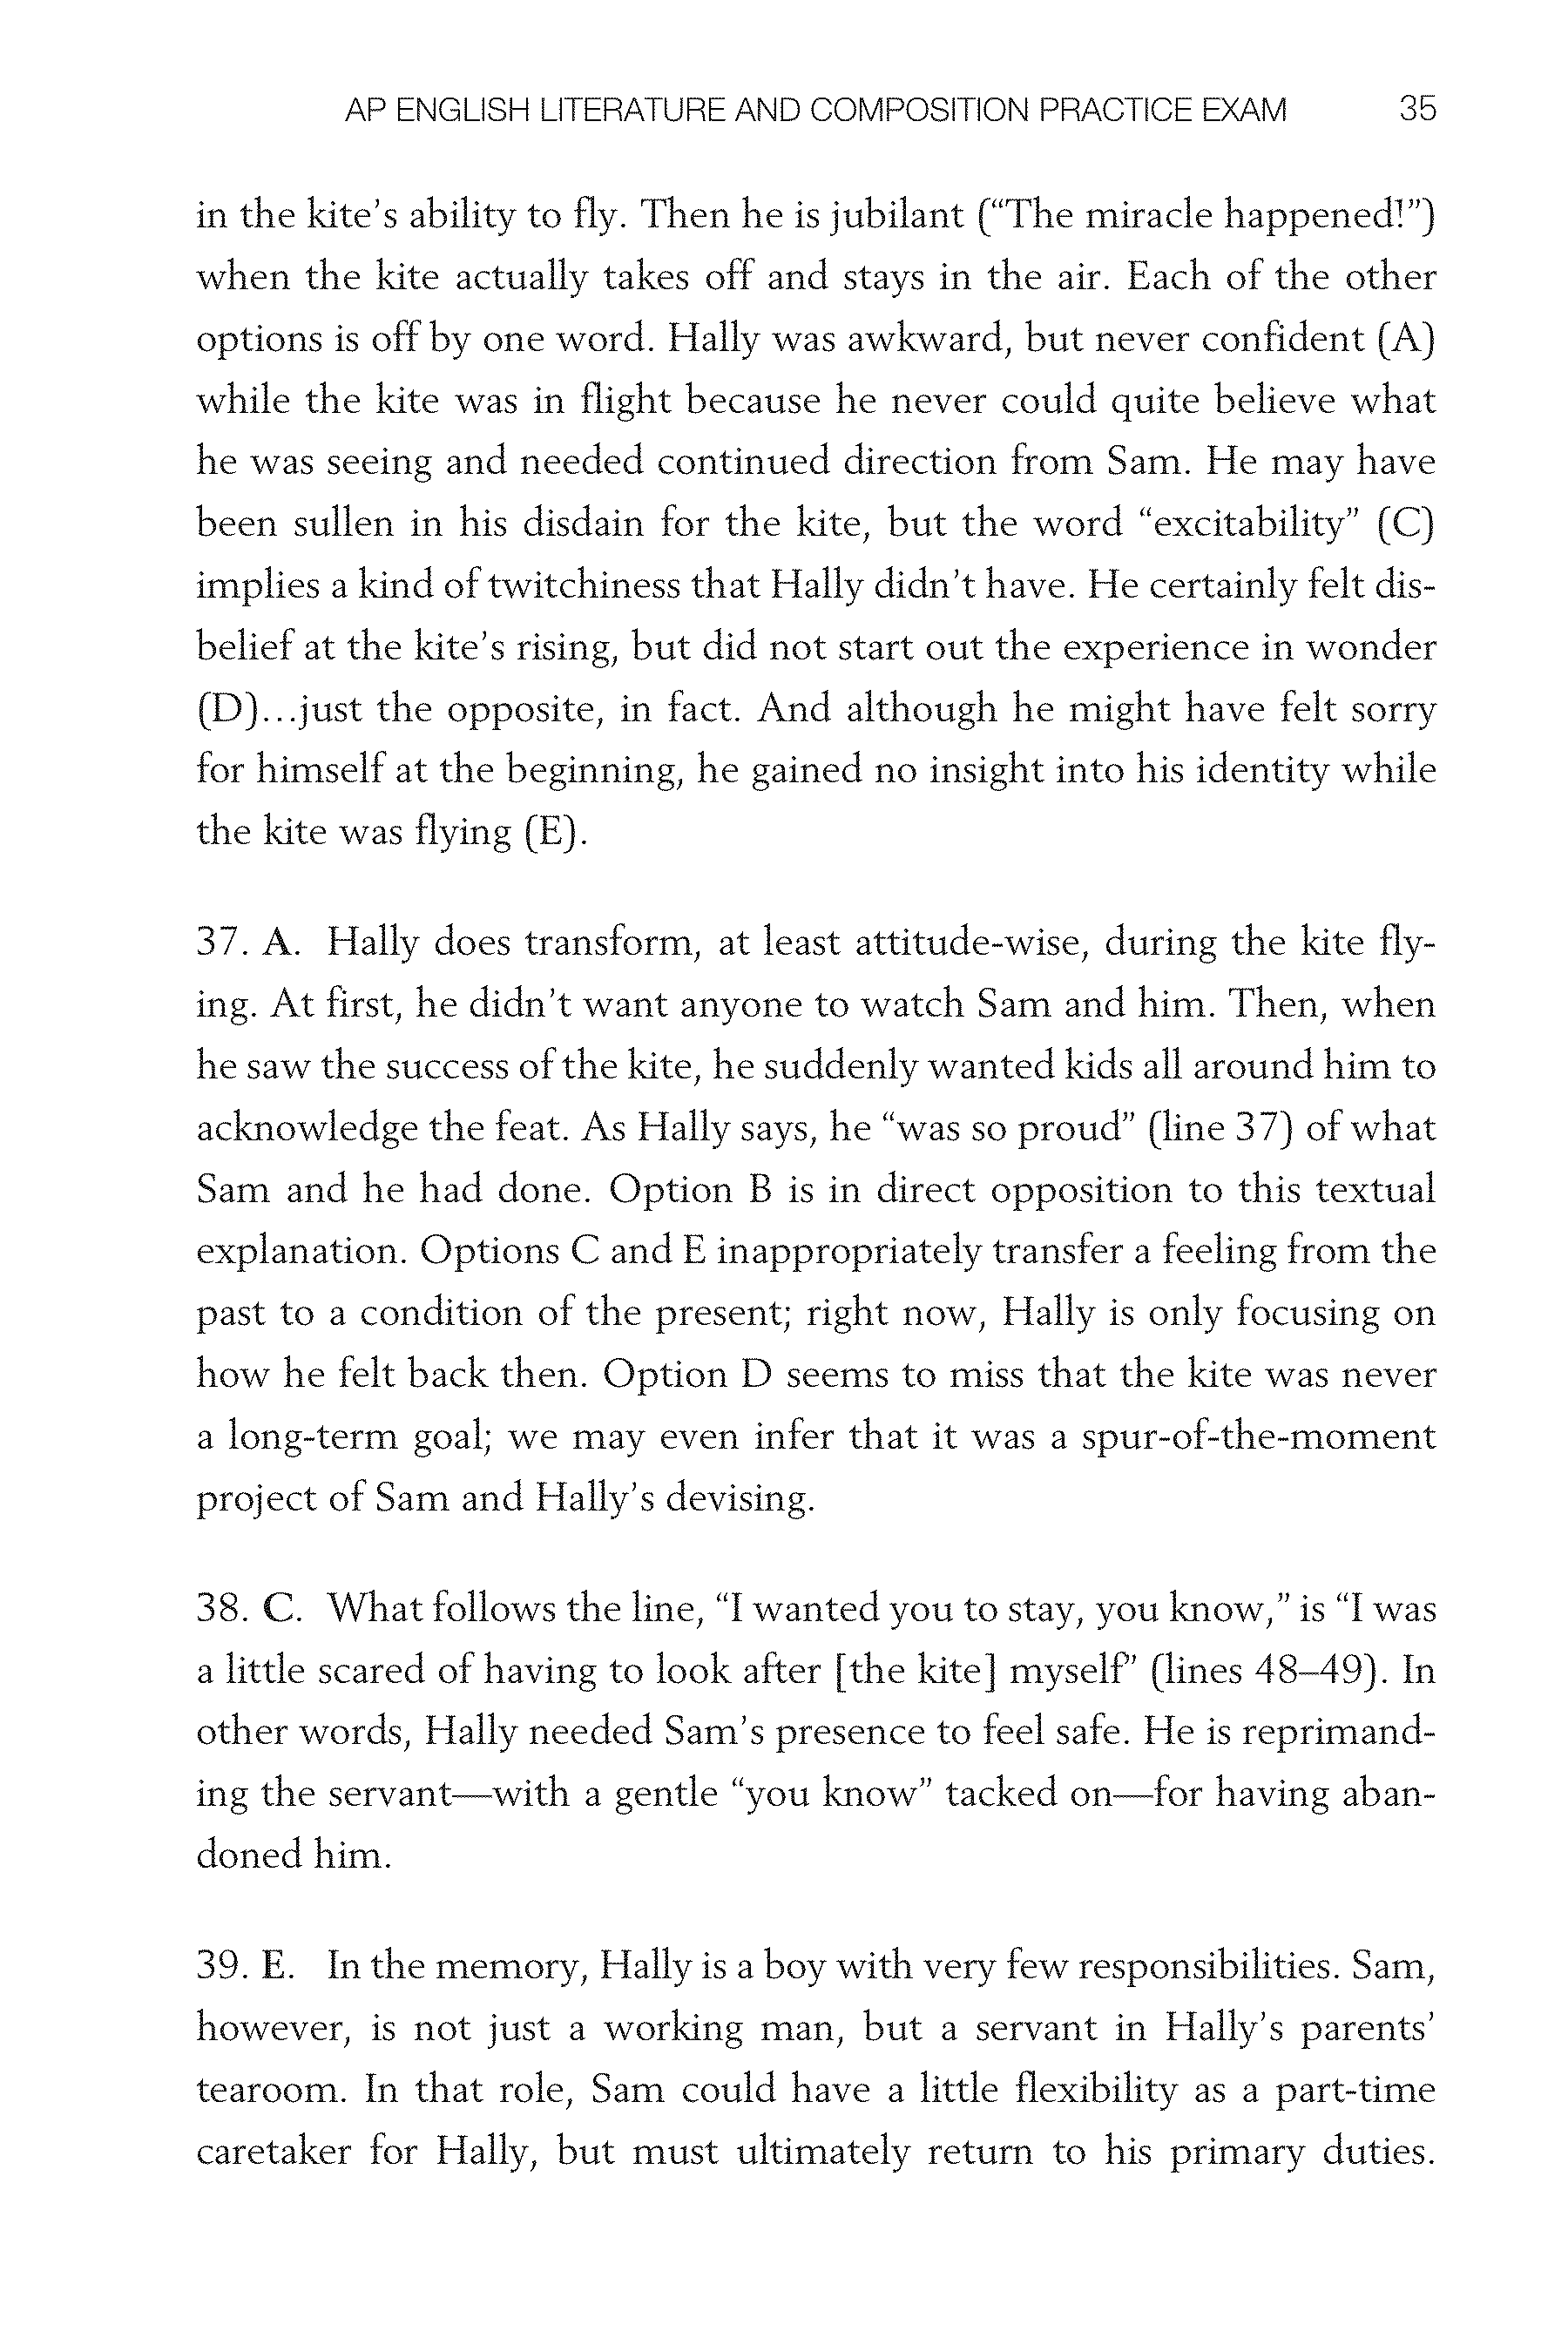 AP ENGLISH LITERATURE AND COMPOSITION PRACTICE EXAM 35
in the kite’s ability to fly. Then he is jubilant (“The miracle happened!”)
when the kite actually takes off and stays in the air. Each of the other
options is off by one word. Hally was awkward, but never confident (A)
while the kite was in flight because he never could quite believe what
he was seeing and needed continued direction from Sam. He may have
been sullen in his disdain for the kite, but the word “excitability” (C)
implies a kind of twitchiness that Hally didn’t have. He certainly felt dis-
belief at the kite’s rising, but did not start out the experience in wonder
(D)…just the opposite, in fact. And although he might have felt sorry
for himself at the beginning, he gained no insight into his identity while
the kite was flying (E).
37. A. Hally does transform, at least attitude-wise, during the kite fly-
ing. At first, he didn’t want anyone to watch Sam and him. Then, when
he saw the success of the kite, he suddenly wanted kids all around him to
acknowledge the feat. As Hally says, he “was so proud” (line 37) of what
Sam and he had done. Option B is in direct opposition to this textual
explanation. Options C and E inappropriately transfer a feeling from the
past to a condition of the present; right now, Hally is only focusing on
how he felt back then. Option D seems to miss that the kite was never
a long-term goal; we may even infer that it was a spur-of-the-moment
project of Sam and Hally’s devising.
38. C. What follows the line, “I wanted you to stay, you know,” is “I was
a little scared of having to look after [the kite] myself” (lines 48–49). In
other words, Hally needed Sam’s presence to feel safe. He is reprimand-
ing the servant—with a gentle “you know” tacked on—for having aban-
doned him.
39. E. In the memory, Hally is a boy with very few responsibilities. Sam,
however, is not just a working man, but a servant in Hally’s parents’
tearoom. In that role, Sam could have a little flexibility as a part-time
caretaker for Hally, but must ultimately return to his primary duties.